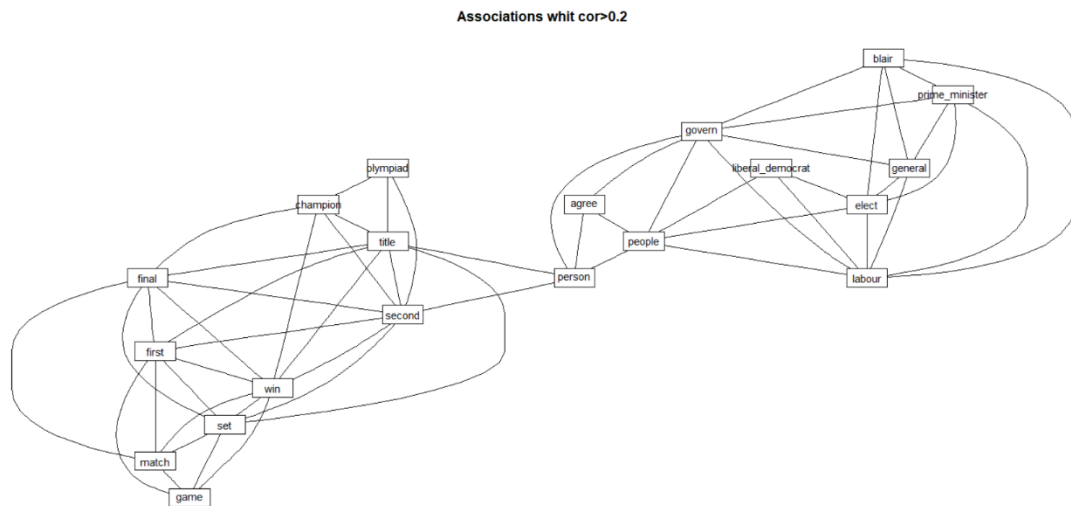 Associations whit cor>0.2
blair
prime_minister
govern
olympiad
liberal_democrat
general
champion
agree
elect
title
people
final
person
labour
second
first
win
set
match
game